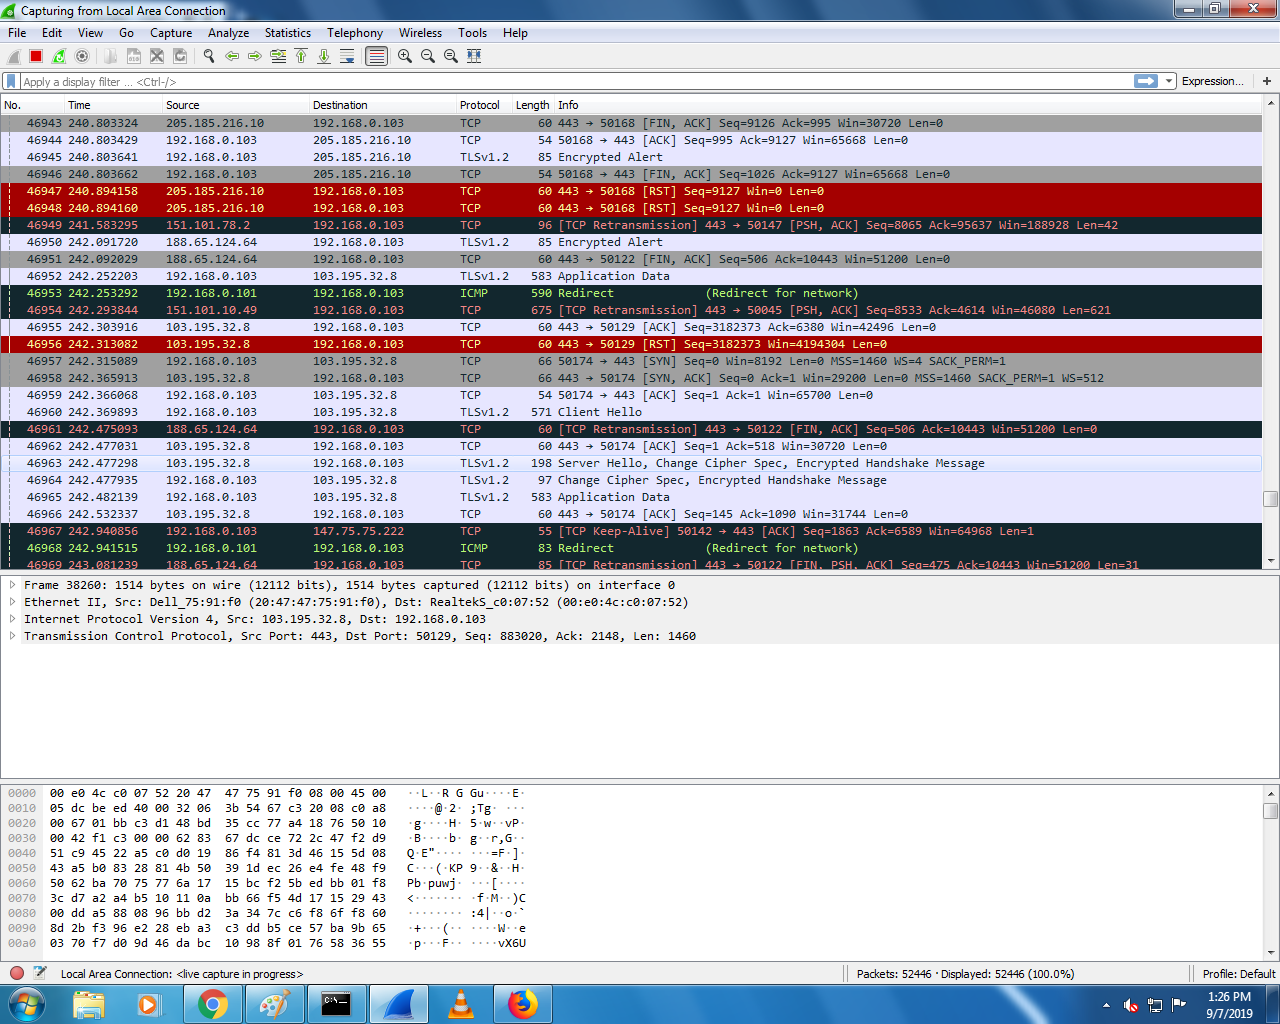 Capturing from Local Area Connection
File Edit View Go Capture Analyze Statistics Telephony Wireless Tools Help
Apply a display filter ... <Ctrl-/> Expression... +
No. Time Source Destination Protocol Length Info
46943 240.803324 205.185.216.10 192.168.0.103 TCP 60 443 → 50168 [FIN, ACK] Seq=9126 Ack=995 Win=30720 Len=0
46944 240.803429 192.168.0.103 205.185.216.10 TCP 54 50168 → 443 [ACK] Seq=995 Ack=9127 Win=65668 Len=0
46945 240.803641 192.168.0.103 205.185.216.10 TLSv1.2 85 Encrypted Alert
46946 240.803662 192.168.0.103 205.185.216.10 TCP 54 50168 → 443 [FIN, ACK] Seq=1026 Ack=9127 Win=65668 Len=0
46947 240.894158 205.185.216.10 192.168.0.103 TCP 60 443 → 50168 [RST] Seq=9127 Win=0 Len=0
46948 240.894160 205.185.216.10 192.168.0.103 TCP 60 443 → 50168 [RST] Seq=9127 Win=0 Len=0
46949 241.583295 151.101.78.2 192.168.0.103 TCP 96 [TCP Retransmission] 443 → 50147 [PSH, ACK] Seq=8065 Ack=95637 Win=188928 Len=42
46950 242.091720 188.65.124.64 192.168.0.103 TLSv1.2 85 Encrypted Alert
46951 242.092029 188.65.124.64 192.168.0.103 TCP 60 443 → 50122 [FIN, ACK] Seq=506 Ack=10443 Win=51200 Len=0
46952 242.252203 192.168.0.103 103.195.32.8 TLSv1.2 583 Application Data
46953 242.253292 192.168.0.101 192.168.0.103 ICMP 590 Redirect (Redirect for network)
46954 242.293844 151.101.10.49 192.168.0.103 TCP 675 [TCP Retransmission] 443 → 50045 [PSH, ACK] Seq=8533 Ack=4614 Win=46080 Len=621
46955 242.303916 103.195.32.8 192.168.0.103 TCP 60 443 → 50129 [ACK] Seq=3182373 Ack=6380 Win=42496 Len=0
46956 242.313082 103.195.32.8 192.168.0.103 TCP 60 443 → 50129 [RST] Seq=3182373 Win=4194304 Len=0
46957 242.315089 192.168.0.103 103.195.32.8 TCP 66 50174 → 443 [SYN] Seq=0 Win=8192 Len=0 MSS=1460 WS=4 SACK_PERM=1
46958 242.365913 103.195.32.8 192.168.0.103 TCP 66 443 → 50174 [SYN, ACK] Seq=0 Ack=1 Win=29200 Len=0 MSS=1460 SACK_PERM=1 WS=512
46959 242.366068 192.168.0.103 103.195.32.8 TCP 54 50174 → 443 [ACK] Seq=1 Ack=1 Win=65700 Len=0
46960 242.369893 192.168.0.103 103.195.32.8 TLSv1.2 571 Client Hello
46961 242.475093 188.65.124.64 192.168.0.103 TCP 60 [TCP Retransmission] 443 → 50122 [FIN, ACK] Seq=506 Ack=10443 Win=51200 Len=0
46962 242.477031 103.195.32.8 192.168.0.103 TCP 60 443 → 50174 [ACK] Seq=1 Ack=518 Win=30720 Len=0
46963 242.477298 103.195.32.8 192.168.0.103 TLSv1.2 198 Server Hello, Change Cipher Spec, Encrypted Handshake Message
46964 242.477935 192.168.0.103 103.195.32.8 TLSv1.2 97 Change Cipher Spec, Encrypted Handshake Message
46965 242.482139 192.168.0.103 103.195.32.8 TLSv1.2 583 Application Data
46966 242.532337 103.195.32.8 192.168.0.103 TCP 60 443 → 50174 [ACK] Seq=145 Ack=1090 Win=31744 Len=0
46967 242.940856 192.168.0.103 147.75.75.222 TCP 55 [TCP Keep-Alive] 50142 → 443 [ACK] Seq=1863 Ack=6589 Win=64968 Len=1
46968 242.941515 192.168.0.101 192.168.0.103 ICMP 83 Redirect (Redirect for network)
46969 243.081239 188.65.124.64 192.168.0.103 TCP 85 [TCP Retransmission] 443 → 50122 [FIN, PSH, ACK] Seq=475 Ack=10443 Win=51200 Len=31
Frame 38260: 1514 bytes on wire (12112 bits), 1514 bytes captured (12112 bits) on interface 0
Ethernet II, Src: Dell_75:91:f0 (20:47:47:75:91:f0), Dst: RealtekS_c0:07:52 (00:e0:4c:c0:07:52)
Internet Protocol Version 4, Src: 103.195.32.8, Dst: 192.168.0.103
Transmission Control Protocol, Src Port: 443, Dst Port: 50129, Seq: 883020, Ack: 2148, Len: 1460
0000 00 e0 4c c0 07 52 20 47 47 75 91 f0 08 00 45 00 ··L··R G Gu····E·
0010 05 dc be ed 40 00 32 06 3b 54 67 c3 20 08 c0 a8 ····@·2· ;Tg· ···
0020 00 67 01 bb c3 d1 48 bd 35 cc 77 a4 18 76 50 10 ·g····H· 5·w··vP·
0030 00 42 f1 c3 00 00 62 83 67 dc ce 72 2c 47 f2 d9 ·B····b· g··r,G··
0040 51 c9 45 22 a5 c0 d0 19 86 f4 81 3d 46 15 5d 08 Q·E"···· ···=F·]·
0050 43 a5 b0 83 28 81 4b 50 39 1d ec 26 e4 fe 48 f9 C···(·KP 9··&··H·
0060 50 62 ba 70 75 77 6a 17 15 bc f2 5b ed bb 01 f8 Pb·puwj· ···[····
0070 3c d7 a2 a4 b5 10 11 0a bb 66 f5 4d 17 15 29 43 <······· ·f·M··)C
0080 00 dd a5 88 08 96 bb d2 3a 34 7c c6 f8 6f f8 60 ········ :4|··o·`
0090 8d 2b f3 96 e2 28 eb a3 c3 dd b5 ce 57 ba 9b 65 ·+···(·· ····W··e
00a0 03 70 f7 d0 9d 46 da bc 10 98 8f 01 76 58 36 55 ·p···F·· ····vX6U
Local Area Connection: <live capture in progress> Packets: 52446 · Displayed: 52446 (100.0%) Profile: Default
C:\_
1:26 PM
9/7/2019